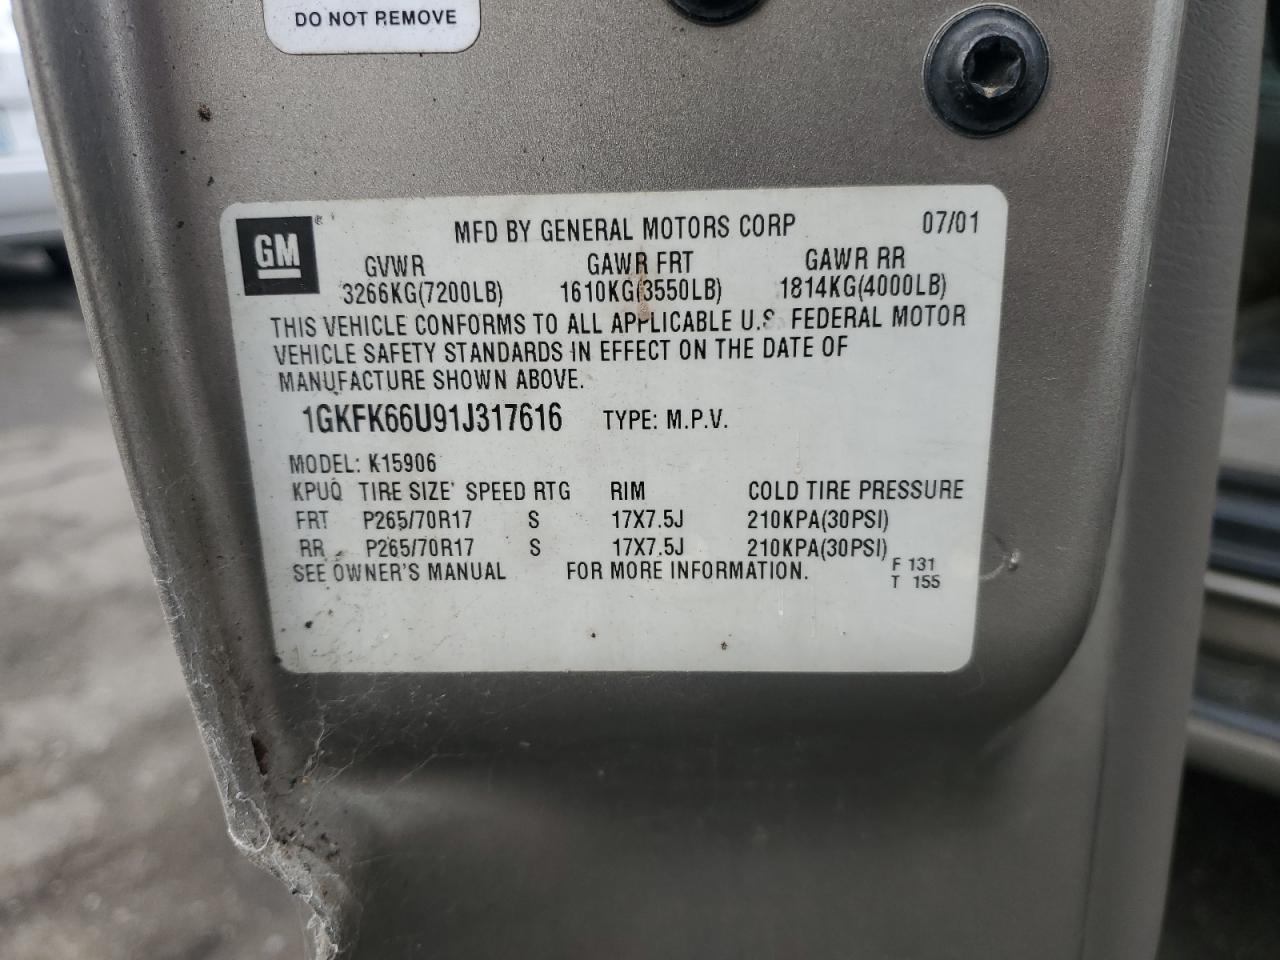 DO NOT REMOVE
GM ®
MFD BY GENERAL MOTORS CORP 07/01
GVWR GAWR FRT GAWR RR
3266KG(7200LB) 1610KG(3550LB) 1814KG(4000LB)
THIS VEHICLE CONFORMS TO ALL APPLICABLE U.S. FEDERAL MOTOR
VEHICLE SAFETY STANDARDS IN EFFECT ON THE DATE OF
MANUFACTURE SHOWN ABOVE.
1GKFK66U91J317616 TYPE: M.P.V.
MODEL: K15906
KPUQ TIRE SIZE SPEED RTG RIM COLD TIRE PRESSURE
FRT P265/70R17 S 17X7.5J 210KPA(30PSI)
RR P265/70R17 S 17X7.5J 210KPA(30PSI)
SEE OWNER'S MANUAL FOR MORE INFORMATION. F 131
T 155